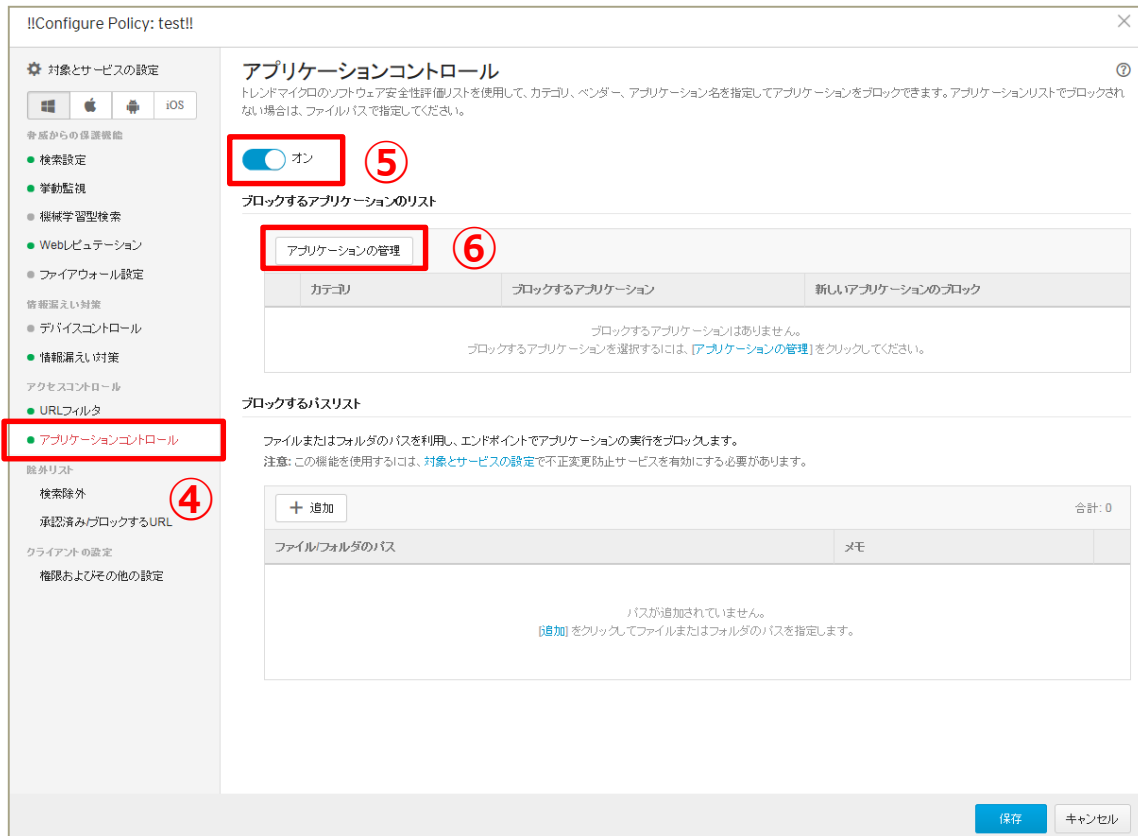 !!Configure Policy: test!!
対象とサービスの設定
iOS
脅威からの保護機能
検索設定
挙動監視
機械学習型検索
Webレピュテーション
ファイアウォール設定
情報漏えい対策
デバイスコントロール
情報漏えい対策
アクセスコントロール
URLフィルタ
アプリケーションコントロール
除外リスト
検索除外
④
承認済み/ブロックするURL
クライアントの設定
権限およびその他の設定
アプリケーションコントロール
トレンドマイクロのソフトウェア安全性評価リストを使用して、カテゴリ、ベンダー、アプリケーション名を指定してアプリケーションをブロックできます。アプリケーションリストでブロックされ
ない場合は、ファイルパスで指定してください。
オン ⑤
ブロックするアプリケーションのリスト
アプリケーションの管理 ⑥
カテゴリ ブロックするアプリケーション 新しいアプリケーションのブロック
ブロックするアプリケーションはありません。
ブロックするアプリケーションを選択するには、[アプリケーションの管理] をクリックしてください。
ブロックするパスリスト
ファイルまたはフォルダのパスを利用し、エンドポイントでアプリケーションの実行をブロックします。
注意: この機能を使用するには、対象とサービスの設定で不正変更防止サービスを有効にする必要があります。
＋ 追加 合計: 0
ファイル/フォルダのパス メモ
パスが追加されていません。
[追加] をクリックしてファイルまたはフォルダのパスを指定します。
保存 キャンセル